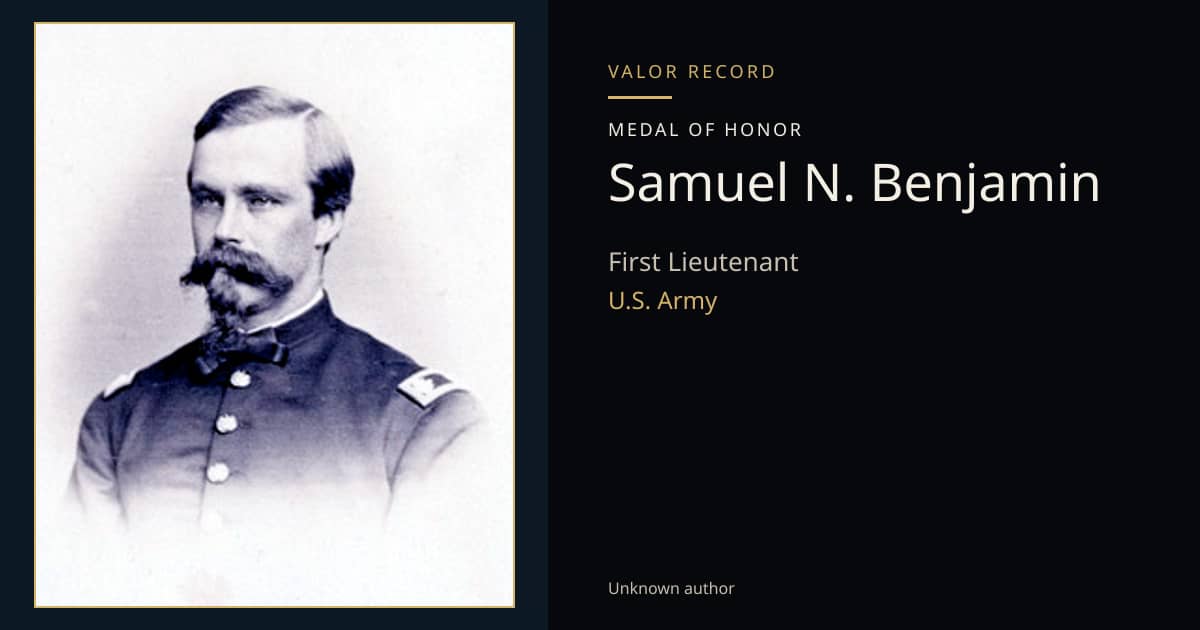 VALOR RECORD
MEDAL OF HONOR
Samuel N. Benjamin
First Lieutenant
U.S. Army
Unknown author